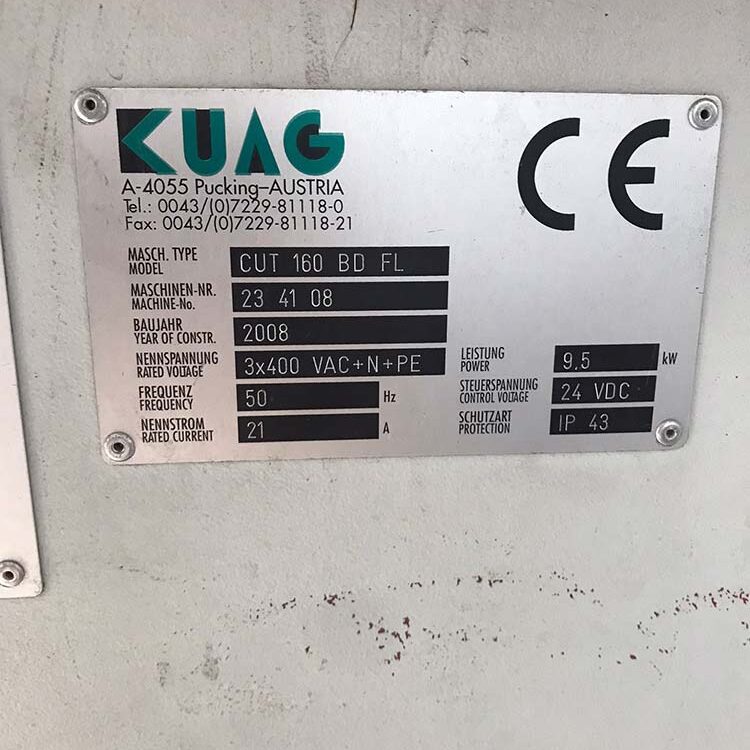 KUAG
A-4055 Pucking-AUSTRIA
Tel.: 0043/(0)7229-81118-0
Fax: 0043/(0)7229-81118-21
CE
MASCH. TYPE
MODEL
CUT 160 BD FL
MASCHINEN-NR.
MACHINE-No.
23 41 08
BAUJAHR
YEAR OF CONSTR.
2008
NENNSPANNUNG
RATED VOLTAGE
3x400 VAC+N+PE
LEISTUNG
POWER
9,5 kW
FREQUENZ
FREQUENCY
50 Hz
STEUERSPANNUNG
CONTROL VOLTAGE
24 VDC
NENNSTROM
RATED CURRENT
21 A
SCHUTZART
PROTECTION
IP 43